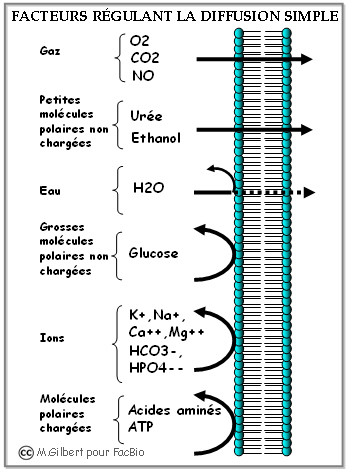 FACTEURS RÉGULANT LA DIFFUSION SIMPLE
Gaz
O2
CO2
NO
Petites
molécules
polaires non
chargées
Urée
Ethanol
Eau
H2O
Grosses
molécules
polaires non
chargées
Glucose
Ions
K+,Na+,
Ca++,Mg++
HCO3-,
HPO4--
Molécules
polaires
chargées
Acides aminés
ATP
cc M.Gilbert pour FacBio